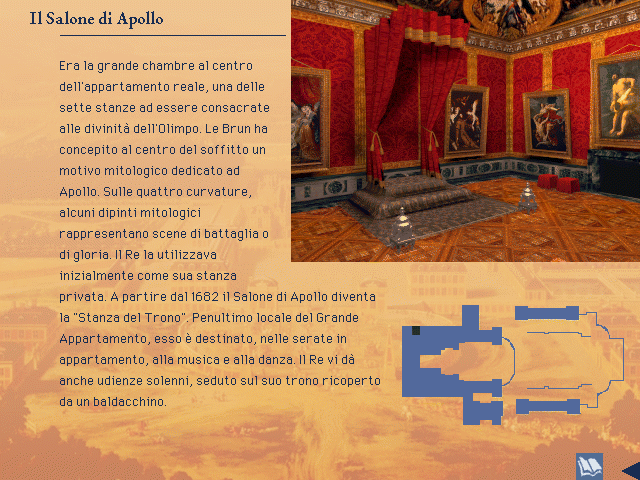 Il Salone di Apollo
Era la grande chambre al centro
dell'appartamento reale, una delle
sette stanze ad essere consacrate
alle divinità dell'Olimpo. Le Brun ha
concepito al centro del soffitto un
motivo mitologico dedicato ad
Apollo. Sulle quattro curvature,
alcuni dipinti mitologici
rappresentano scene di battaglia o
di gloria. Il Re la utilizzava
inizialmente come sua stanza
privata. A partire dal 1682 il Salone di Apollo diventa
la "Stanza del Trono". Penultimo locale del Grande
Appartamento, esso è destinato, nelle serate in
appartamento, alla musica e alla danza. Il Re vi dà
anche udienze solenni, seduto sul suo trono ricoperto
da un baldacchino.